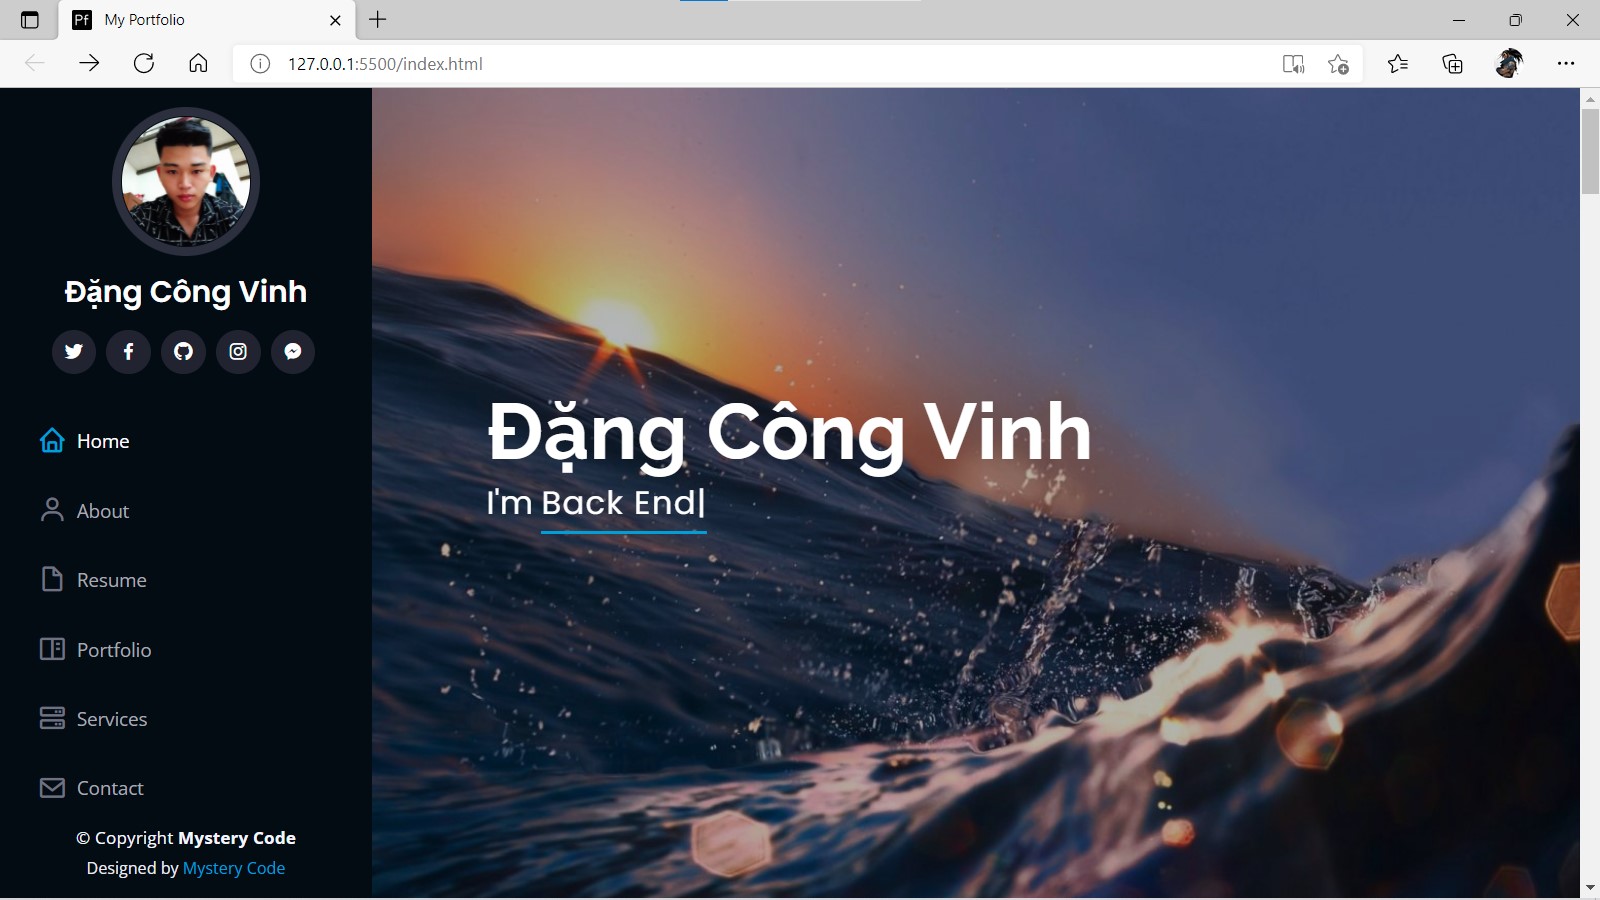 Pf My Portfolio
127.0.0.1:5500/index.html
Đặng Công Vinh
Home
About
Resume
Portfolio
Services
Contact
© Copyright Mystery Code
Designed by Mystery Code
Đặng Công Vinh
I'm Back End|